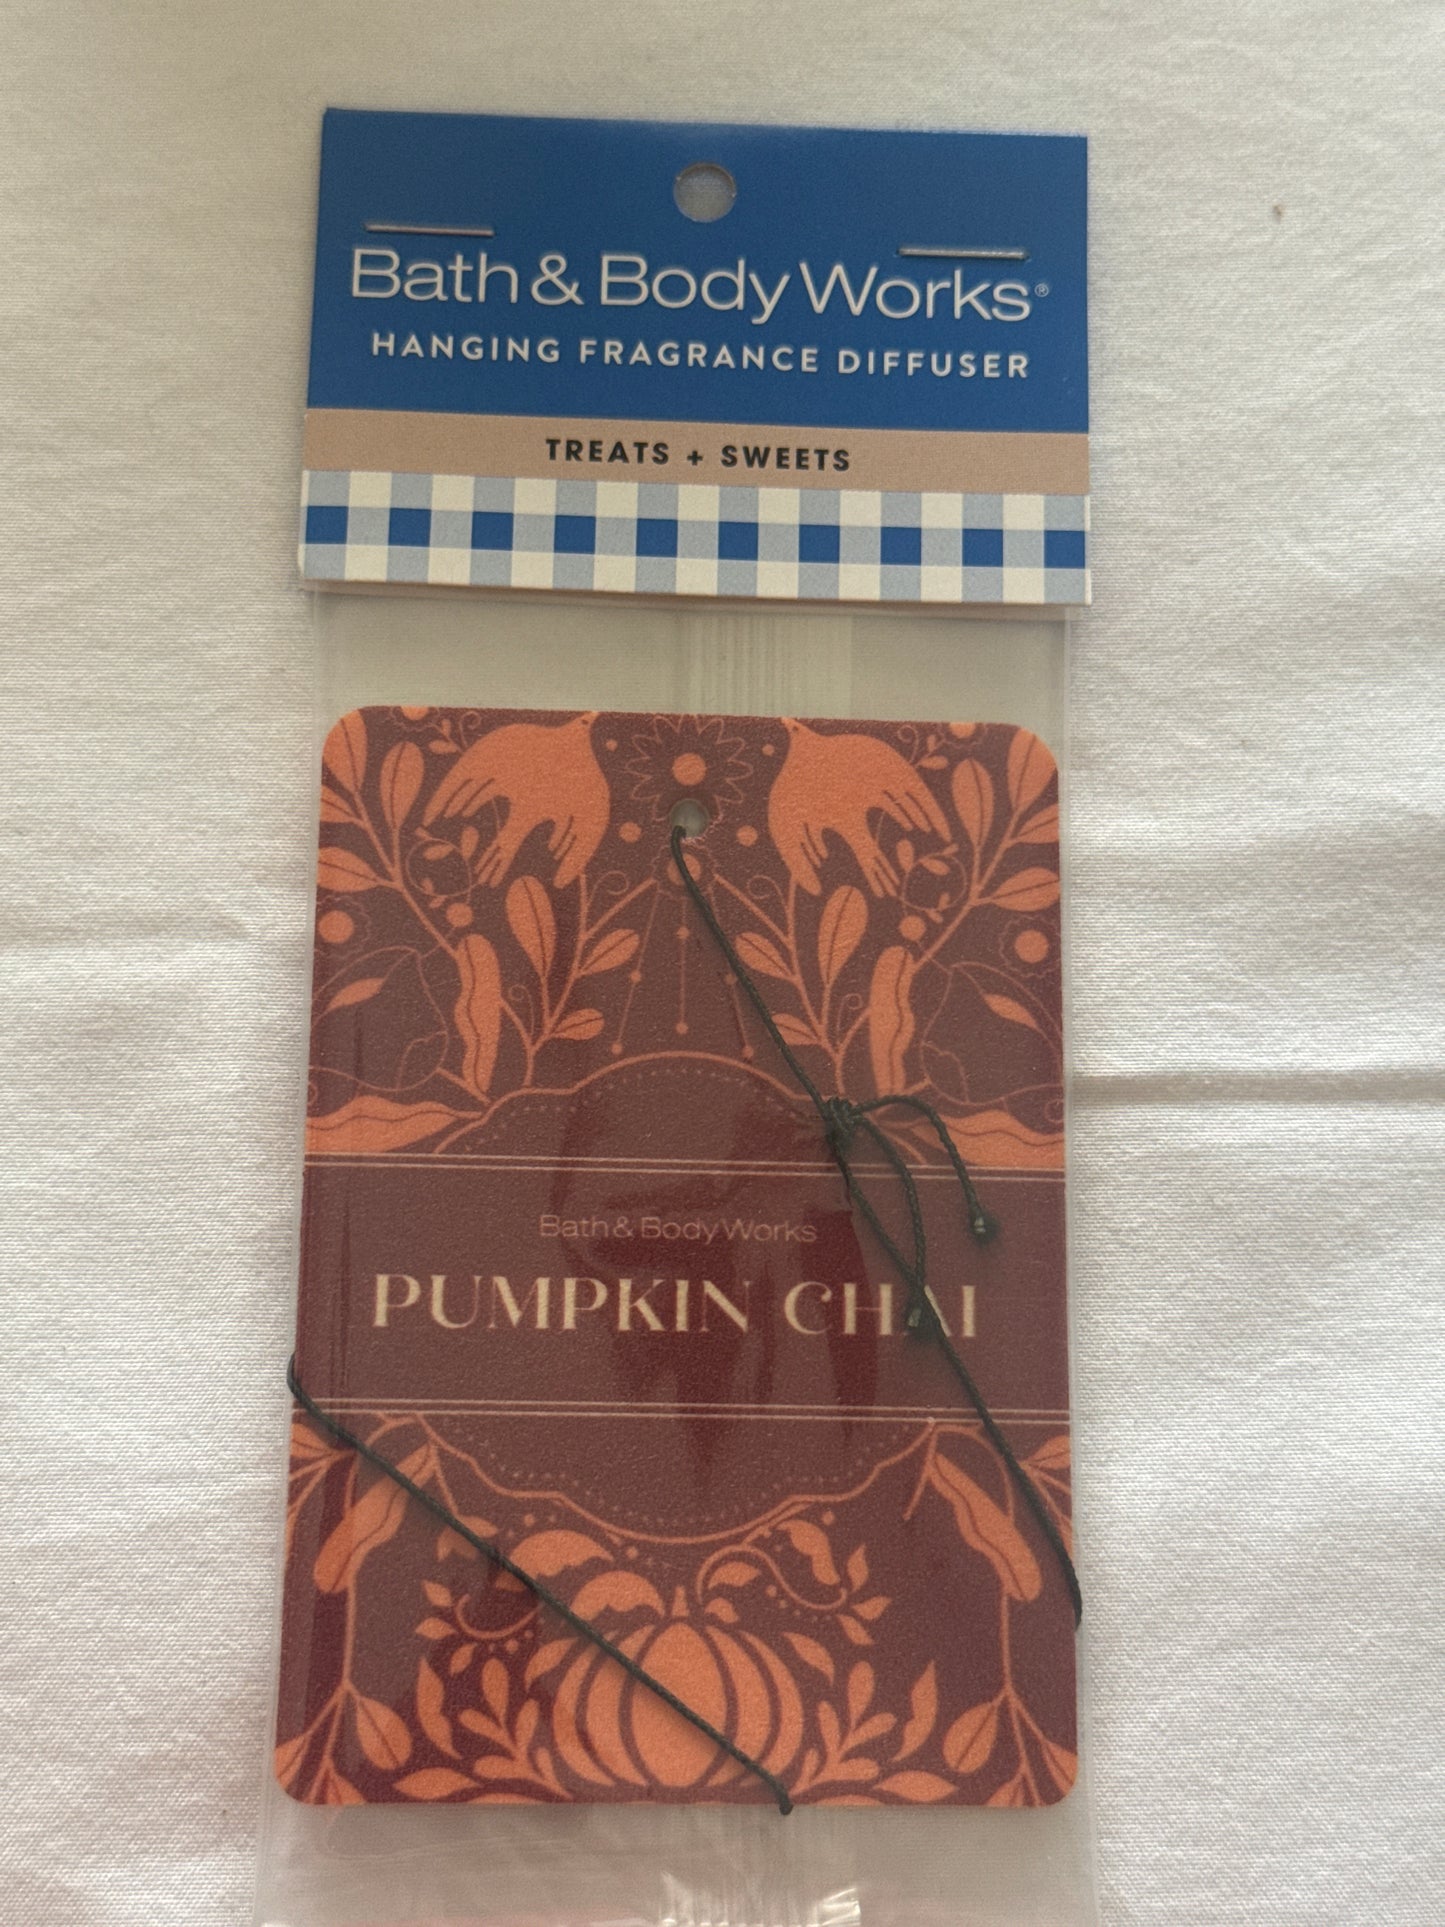 Bath & Body Works®
HANGING FRAGRANCE DIFFUSER
TREATS + SWEETS
Bath & Body Works
PUMPKIN CHAI